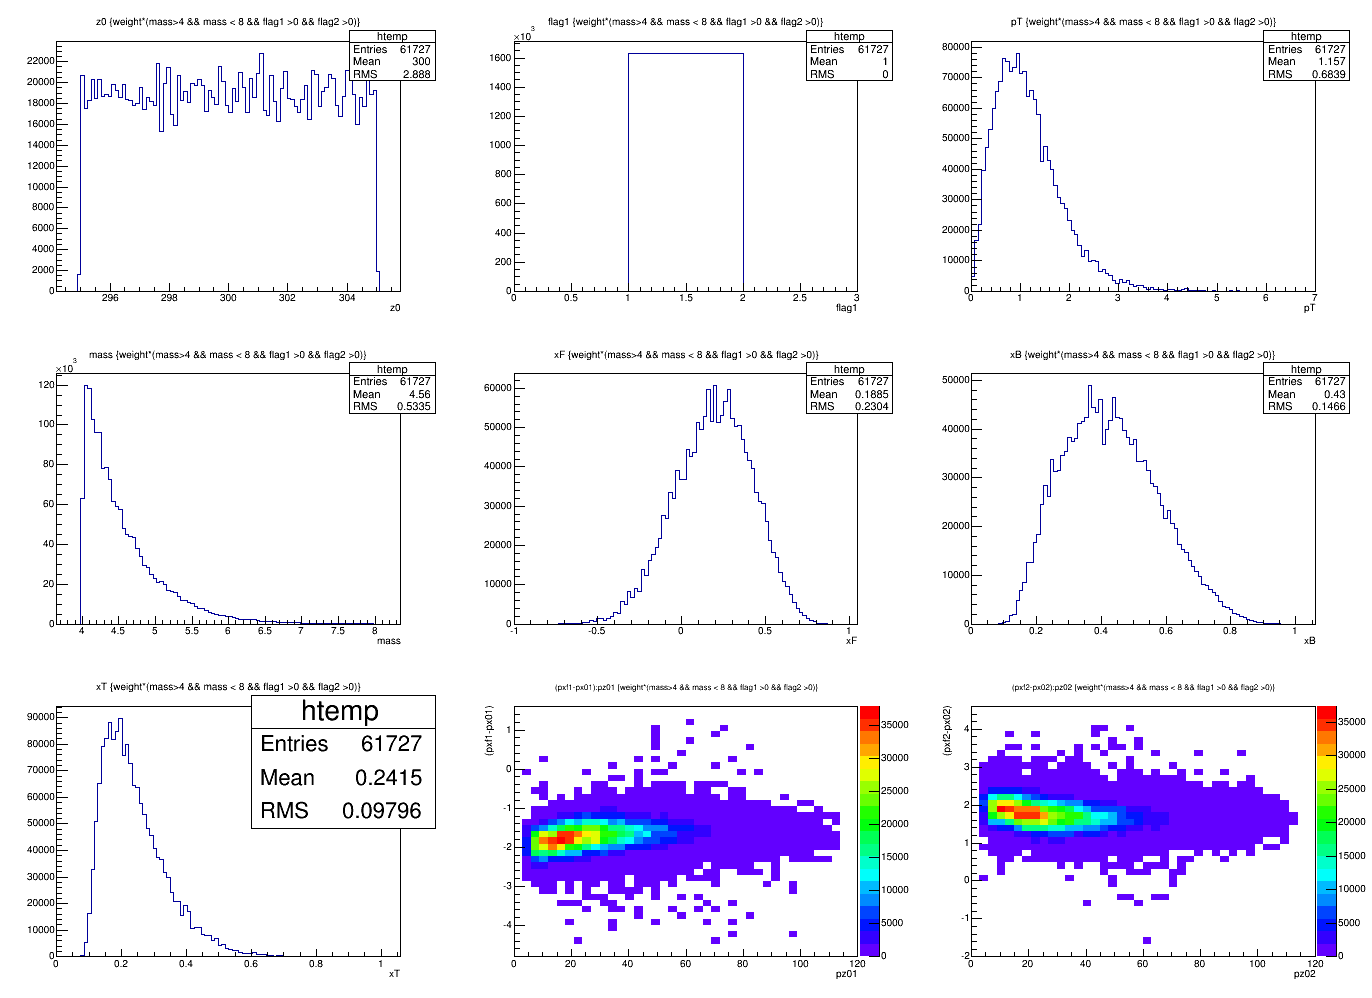 z0 {weight*(mass>4 && mass < 8 && flag1 >0 && flag2 >0)}
htemp
Entries 61727
Mean 300
RMS 2.888
22000
20000
18000
16000
14000
12000
10000
8000
6000
4000
2000
0
296 298 300 302 304
z0
flag1 {weight*(mass>4 && mass < 8 && flag1 >0 && flag2 >0)}
×10³
htemp
Entries 61727
Mean 1
RMS 0
1600
1400
1200
1000
800
600
400
200
0
0 0.5 1 1.5 2 2.5 3
flag1
pT {weight*(mass>4 && mass < 8 && flag1 >0 && flag2 >0)}
htemp
Entries 61727
Mean 1.157
RMS 0.6839
80000
70000
60000
50000
40000
30000
20000
10000
0
0 1 2 3 4 5 6 7
pT
mass {weight*(mass>4 && mass < 8 && flag1 >0 && flag2 >0)}
×10³
htemp
Entries 61727
Mean 4.56
RMS 0.5335
120
100
80
60
40
20
0
4 4.5 5 5.5 6 6.5 7 7.5 8
mass
xF {weight*(mass>4 && mass < 8 && flag1 >0 && flag2 >0)}
htemp
Entries 61727
Mean 0.1885
RMS 0.2304
60000
50000
40000
30000
20000
10000
0
-1 -0.5 0 0.5 1
xF
xB {weight*(mass>4 && mass < 8 && flag1 >0 && flag2 >0)}
htemp
Entries 61727
Mean 0.43
RMS 0.1466
50000
40000
30000
20000
10000
0
0 0.2 0.4 0.6 0.8 1
xB
xT {weight*(mass>4 && mass < 8 && flag1 >0 && flag2 >0)}
htemp
Entries 61727
Mean 0.2415
RMS 0.09796
90000
80000
70000
60000
50000
40000
30000
20000
10000
0
0 0.2 0.4 0.6 0.8 1
xT
(pxf1-px01):pz01 {weight*(mass>4 && mass < 8 && flag1 >0 && flag2 >0)}
(pxf1-px01)
1
0
-1
-2
-3
-4
0 20 40 60 80 100 120
pz01
35000
30000
25000
20000
15000
10000
5000
0
(pxf2-px02):pz02 {weight*(mass>4 && mass < 8 && flag1 >0 && flag2 >0)}
(pxf2-px02)
4
3
2
1
0
-1
-2
0 20 40 60 80 100 120
pz02
35000
30000
25000
20000
15000
10000
5000
0